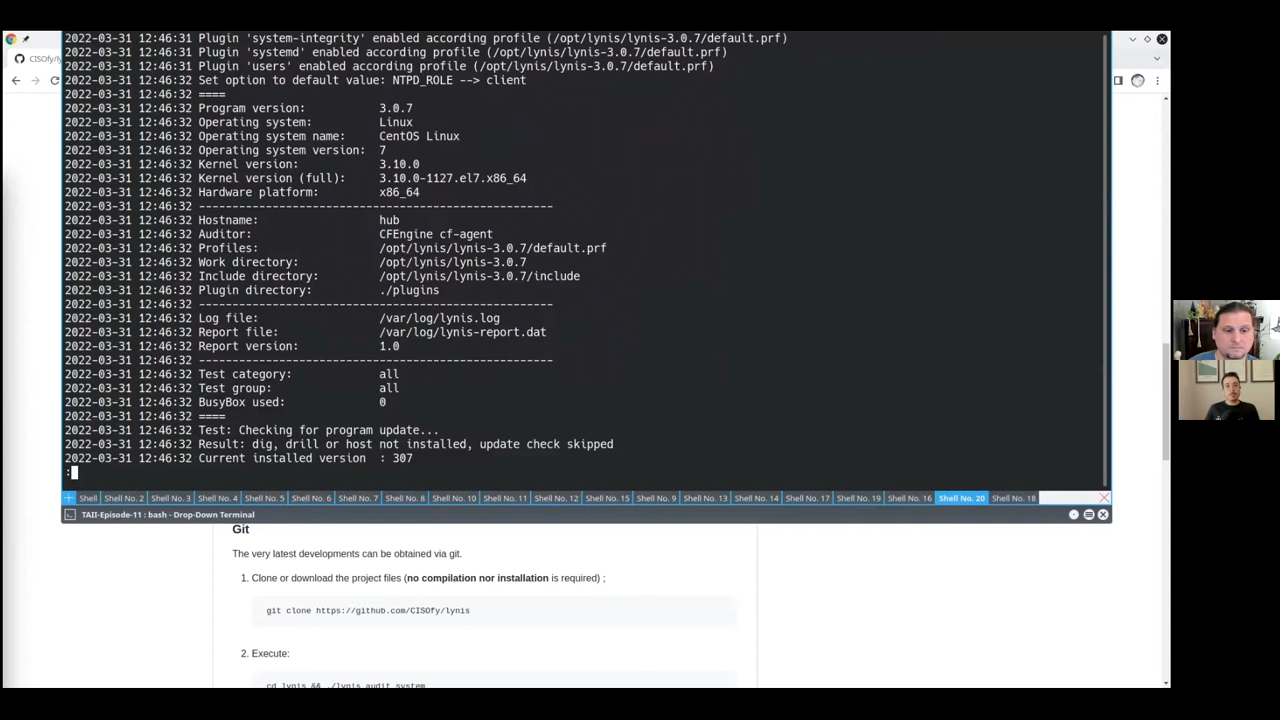 2022-03-31 12:46:31 Plugin 'system-integrity' enabled according profile (/opt/lynis/lynis-3.0.7/default.prf)
2022-03-31 12:46:31 Plugin 'systemd' enabled according profile (/opt/lynis/lynis-3.0.7/default.prf)
2022-03-31 12:46:31 Plugin 'users' enabled according profile (/opt/lynis/lynis-3.0.7/default.prf)
2022-03-31 12:46:32 Set option to default value: NTPD_ROLE --> client
2022-03-31 12:46:32 ====
2022-03-31 12:46:32 Program version: 3.0.7
2022-03-31 12:46:32 Operating system: Linux
2022-03-31 12:46:32 Operating system name: CentOS Linux
2022-03-31 12:46:32 Operating system version: 7
2022-03-31 12:46:32 Kernel version: 3.10.0
2022-03-31 12:46:32 Kernel version (full): 3.10.0-1127.el7.x86_64
2022-03-31 12:46:32 Hardware platform: x86_64
2022-03-31 12:46:32 -----------------------------------------------------
2022-03-31 12:46:32 Hostname: hub
2022-03-31 12:46:32 Auditor: CFEngine cf-agent
2022-03-31 12:46:32 Profiles: /opt/lynis/lynis-3.0.7/default.prf
2022-03-31 12:46:32 Work directory: /opt/lynis/lynis-3.0.7
2022-03-31 12:46:32 Include directory: /opt/lynis/lynis-3.0.7/include
2022-03-31 12:46:32 Plugin directory: ./plugins
2022-03-31 12:46:32 -----------------------------------------------------
2022-03-31 12:46:32 Log file: /var/log/lynis.log
2022-03-31 12:46:32 Report file: /var/log/lynis-report.dat
2022-03-31 12:46:32 Report version: 1.0
2022-03-31 12:46:32 -----------------------------------------------------
2022-03-31 12:46:32 Test category: all
2022-03-31 12:46:32 Test group: all
2022-03-31 12:46:32 BusyBox used: 0
2022-03-31 12:46:32 ====
2022-03-31 12:46:32 Test: Checking for program update...
2022-03-31 12:46:32 Result: dig, drill or host not installed, update check skipped
2022-03-31 12:46:32 Current installed version : 307
:
CISOfy/ly
Shell Shell No. 2 Shell No. 3 Shell No. 4 Shell No. 5 Shell No. 6 Shell No. 7 Shell No. 8 Shell No. 10 Shell No. 11 Shell No. 12 Shell No. 15 Shell No. 9 Shell No. 13 Shell No. 14 Shell No. 17 Shell No. 19 Shell No. 16 Shell No. 20 Shell No. 18
TAII-Episode-11 : bash - Drop-Down Terminal
Git
The very latest developments can be obtained via git.
1. Clone or download the project files (no compilation nor installation is required) ;
git clone https://github.com/CISOfy/lynis
2. Execute:
cd lynis && ./lynis audit system